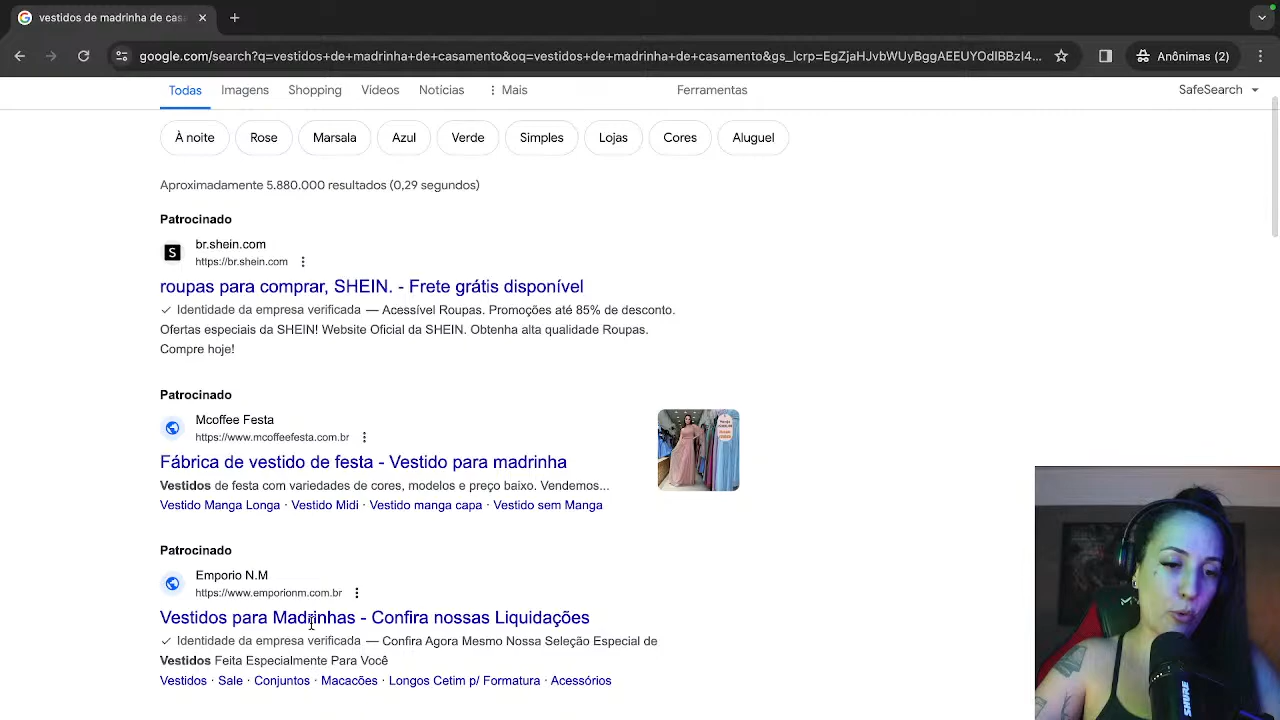 vestidos de madrinha de cas
google.com/search?q=vestidos+de+madrinha+de+casamento&oq=vestidos+de+madrinha+de+casamento&gs_lcrp=EgZjaHJvbWUyBggAEEUYOdIBBzI4...
Anônimas (2)
Todas Imagens Shopping Vídeos Notícias Mais Ferramentas SafeSearch
À noite Rose Marsala Azul Verde Simples Lojas Cores Aluguel
Aproximadamente 5.880.000 resultados (0,29 segundos)
Patrocinado
S
br.shein.com
https://br.shein.com
roupas para comprar, SHEIN. - Frete grátis disponível
Identidade da empresa verificada — Acessível Roupas. Promoções até 85% de desconto.
Ofertas especiais da SHEIN! Website Oficial da SHEIN. Obtenha alta qualidade Roupas.
Compre hoje!
Patrocinado
Mcoffee Festa
https://www.mcoffeefesta.com.br
Fábrica de vestido de festa - Vestido para madrinha
Vestidos de festa com variedades de cores, modelos e preço baixo. Vendemos...
Vestido Manga Longa · Vestido Midi · Vestido manga capa · Vestido sem Manga
Patrocinado
Emporio N.M
https://www.emporionm.com.br
Vestidos para Madrinhas - Confira nossas Liquidações
Identidade da empresa verificada — Confira Agora Mesmo Nossa Seleção Especial de
Vestidos Feita Especialmente Para Você
Vestidos · Sale · Conjuntos · Macacões · Longos Cetim p/ Formatura · Acessórios
SHURE